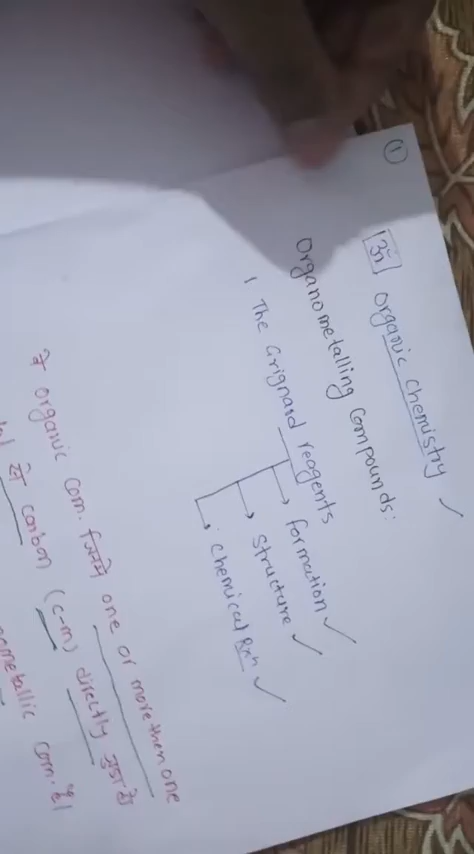 ①
ॐ Organic Chemistry
Organometalling Compounds:
1 The Grignard reagents
→ formation
→ Structure
→ Chemical Rxn
वे organic com. जिसमें one or more then one
से carbon (C-M) directly जुड़ा हो
metallic com. है।